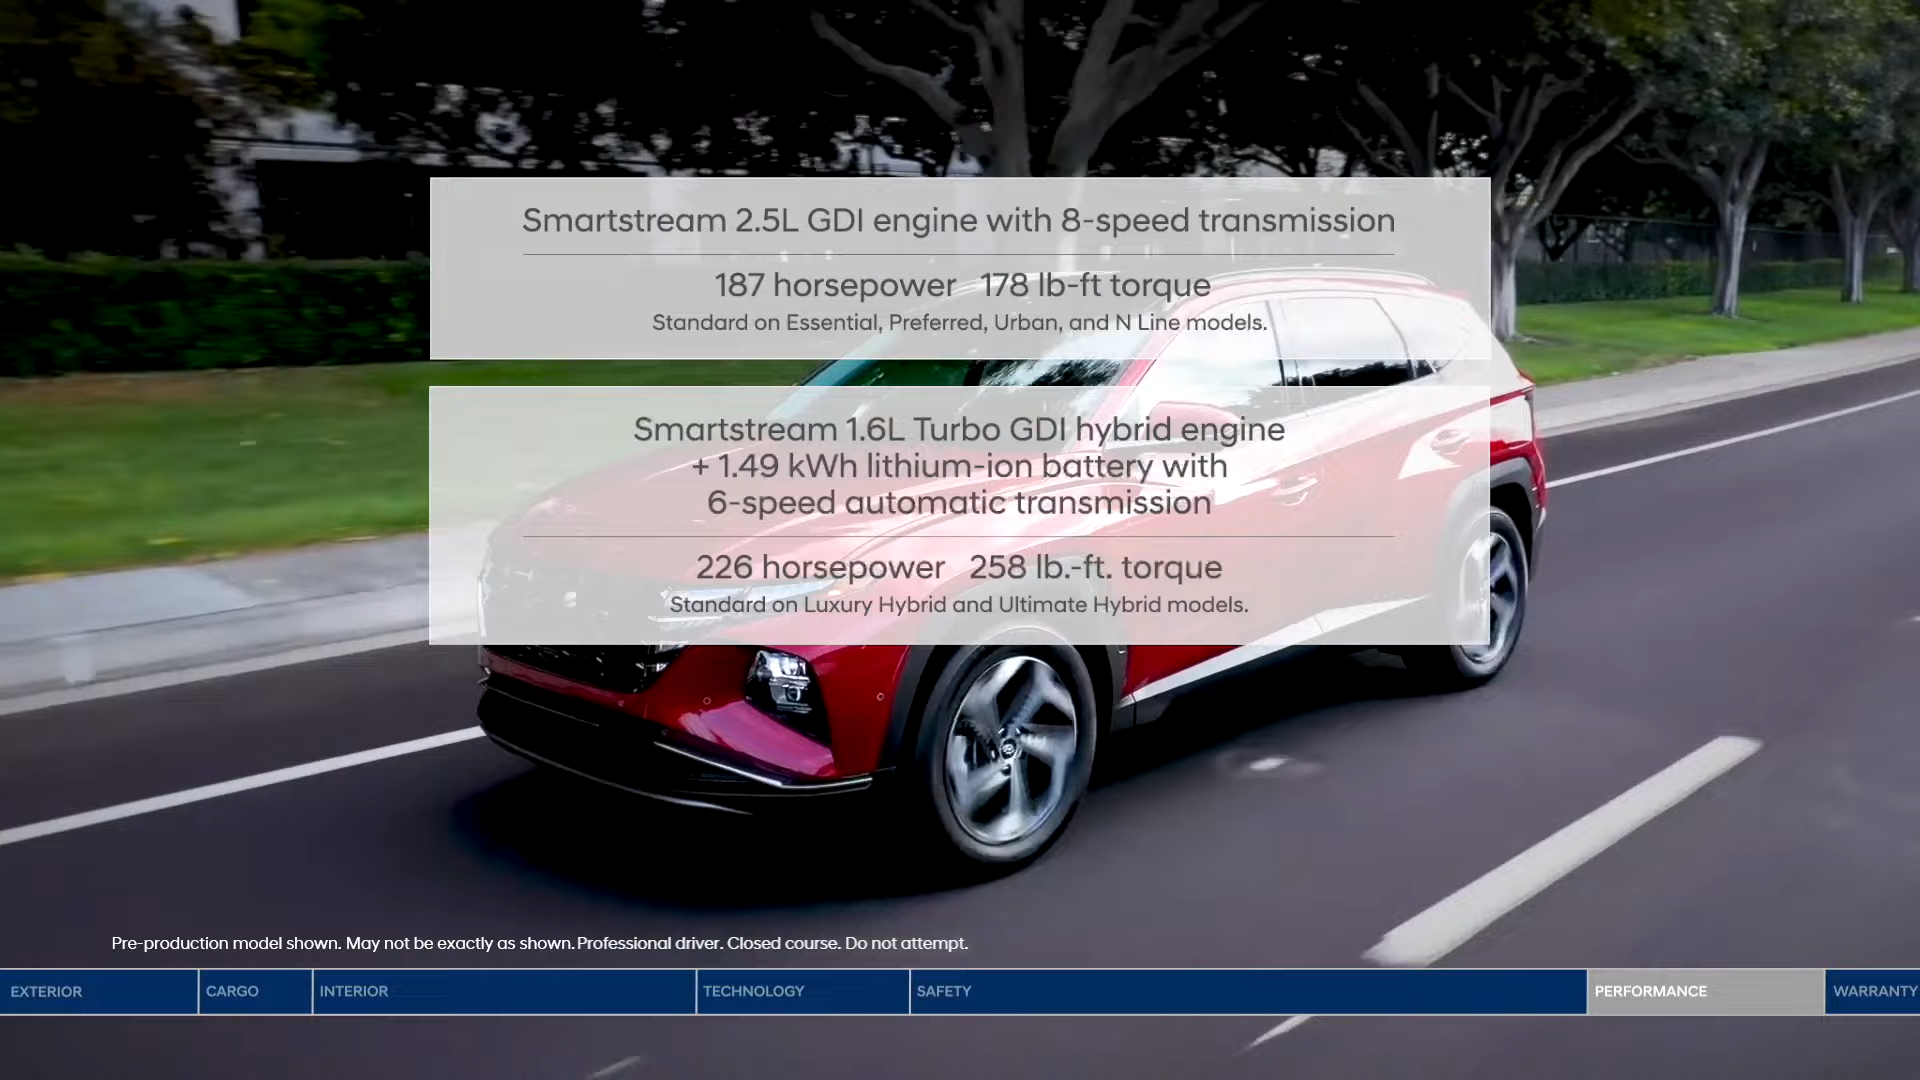 Smartstream 2.5L GDI engine with 8-speed transmission
187 horsepower 178 lb-ft torque
Standard on Essential, Preferred, Urban, and N Line models.
Smartstream 1.6L Turbo GDI hybrid engine
+ 1.49 kWh lithium-ion battery with
6-speed automatic transmission
226 horsepower 258 lb.-ft. torque
Standard on Luxury Hybrid and Ultimate Hybrid models.
Pre-production model shown. May not be exactly as shown. Professional driver. Closed course. Do not attempt.
EXTERIOR CARGO INTERIOR TECHNOLOGY SAFETY PERFORMANCE WARRANTY